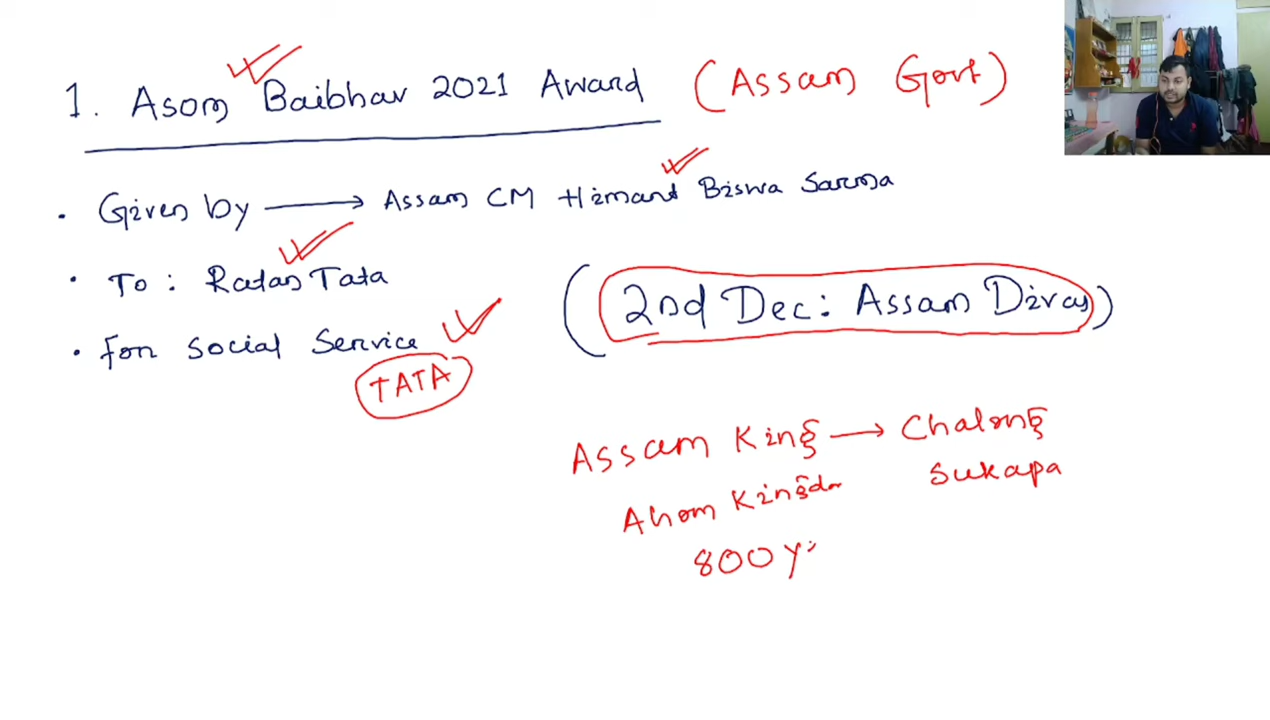 1. Asom Baibhav 2021 Award (Assam Govt)
• Given by → Assam CM Himant Biswa Sarma
• To : Ratan Tata
• For Social Service
TATA
(2nd Dec: Assam Divas)
Assam King → Chalong
Sukapa
Ahom Kingdom
800 y